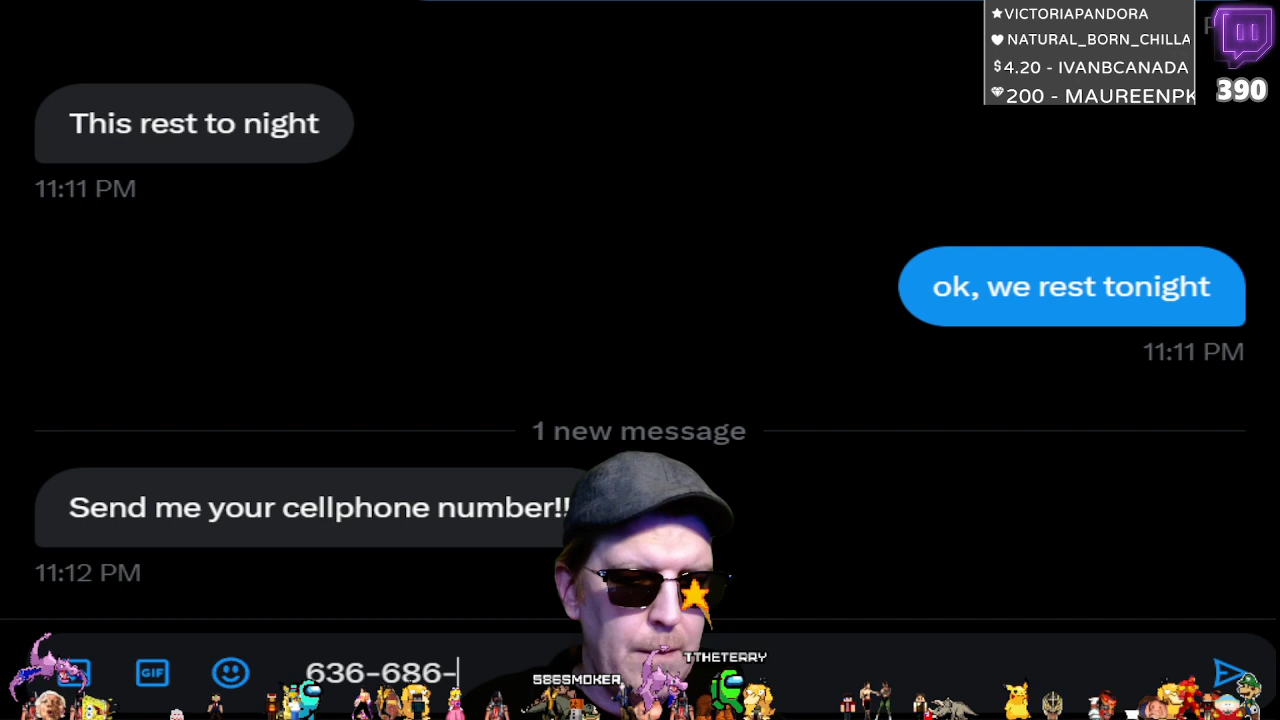 ★VICTORIAPANDORA
NATURAL_BORN_CHILLA
$4.20 - IVANBCANADA
200 - MAUREENPK
390
This rest to night
11:11 PM
ok, we rest tonight
11:11 PM
1 new message
Send me your cellphone number!!
11:12 PM
TTHETERRY
GIF
636-686-
586SMOKER